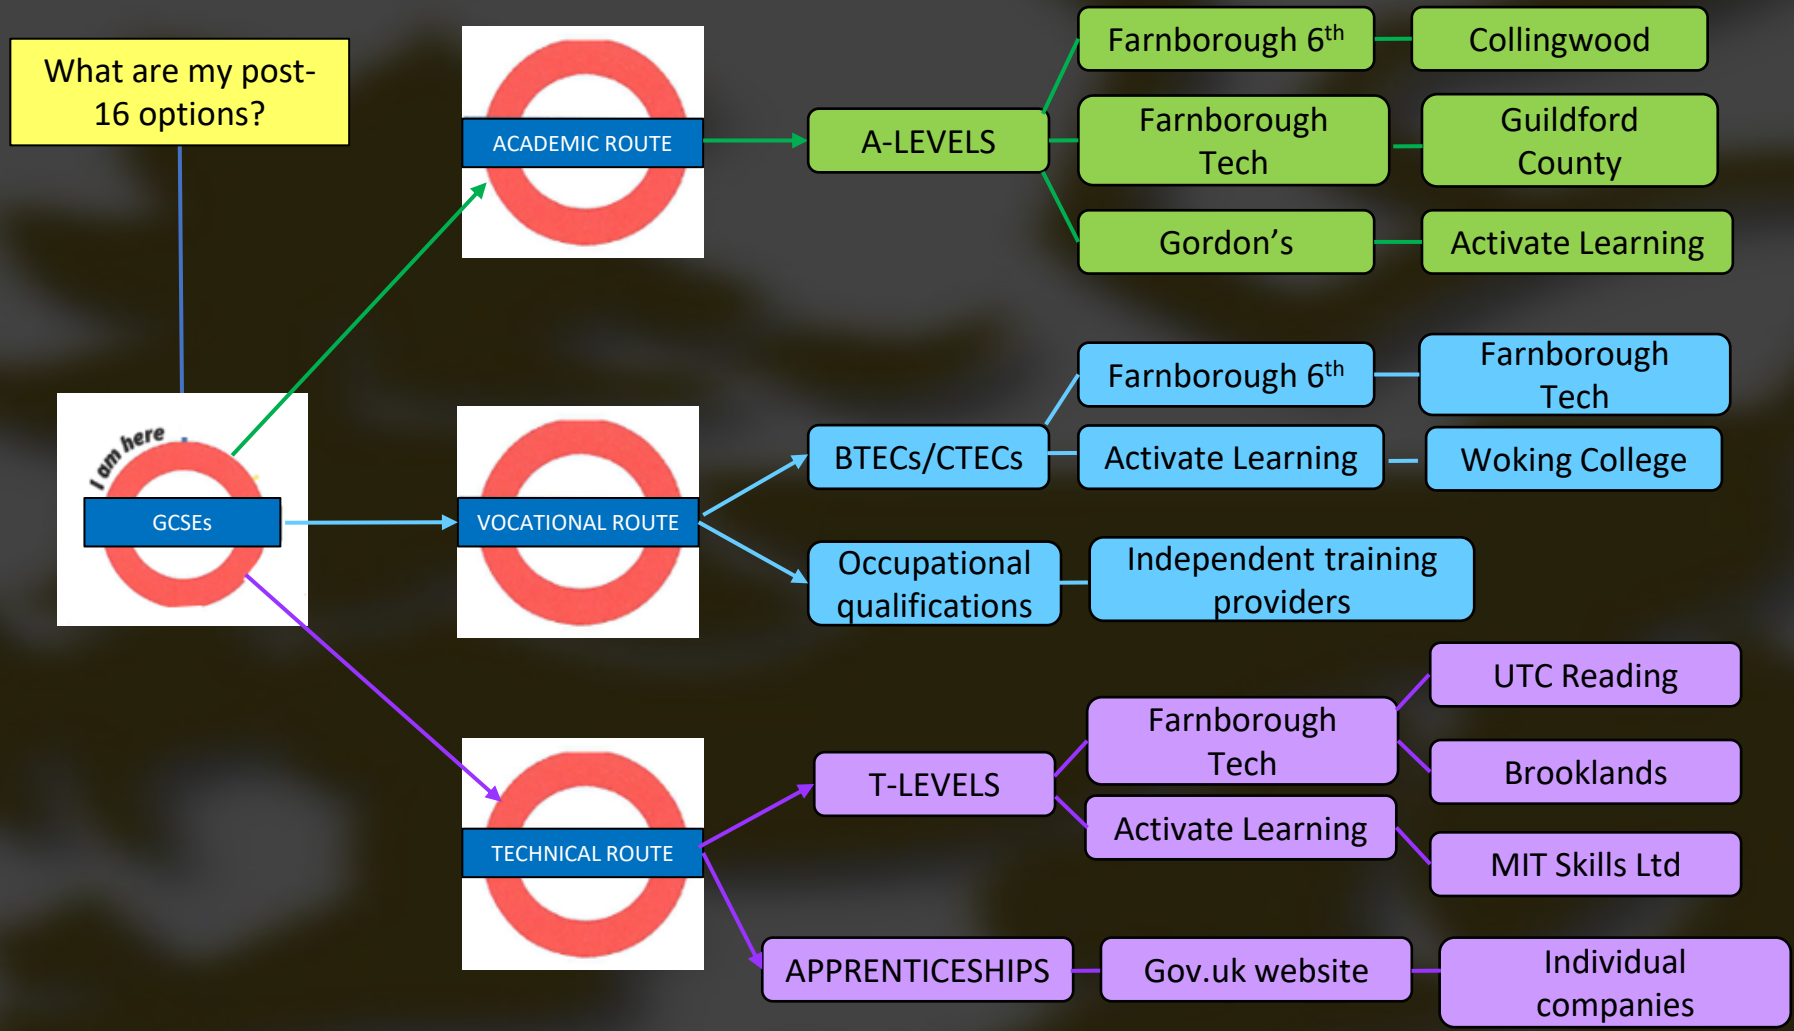 What are my post-
16 options?
I am here
GCSEs
ACADEMIC ROUTE
A-LEVELS
Farnborough 6th
Collingwood
Farnborough
Tech
Guildford
County
Gordon’s
Activate Learning
VOCATIONAL ROUTE
BTECs/CTECs
Farnborough 6th
Farnborough
Tech
Activate Learning
Woking College
Occupational
qualifications
Independent training
providers
TECHNICAL ROUTE
T-LEVELS
Farnborough
Tech
UTC Reading
Brooklands
Activate Learning
MIT Skills Ltd
APPRENTICESHIPS
Gov.uk website
Individual
companies